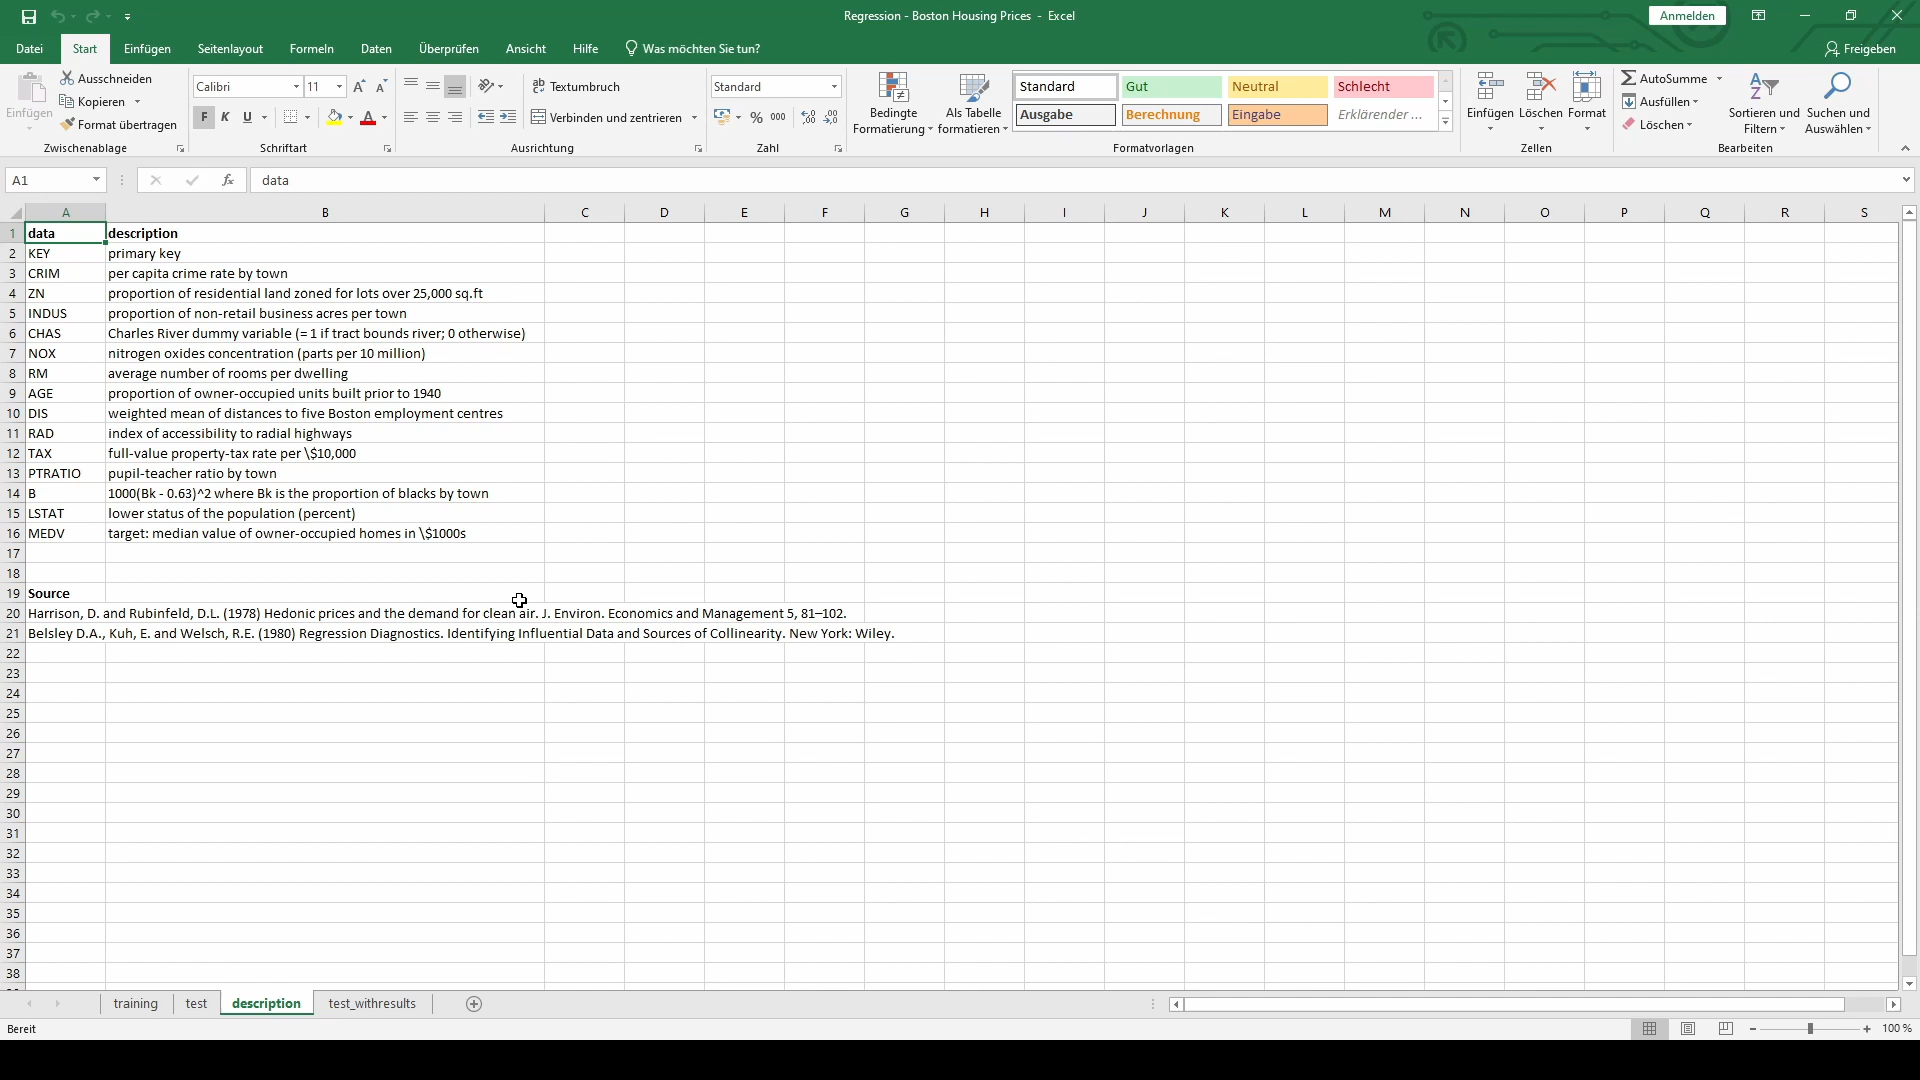 Regression - Boston Housing Prices - Excel
Anmelden
Datei Start Einfügen Seitenlayout Formeln Daten Überprüfen Ansicht Hilfe Was möchten Sie tun? Freigeben
Einfügen
Ausschneiden
Kopieren
Format übertragen
Zwischenablage
Calibri 11
F K U
Schriftart
Textumbruch
Verbinden und zentrieren
Ausrichtung
Standard
% 000
Zahl
Bedingte Formatierung
Als Tabelle formatieren
Standard Gut Neutral Schlecht
Ausgabe Berechnung Eingabe Erklärender ...
Formatvorlagen
Einfügen Löschen Format
Zellen
AutoSumme
Ausfüllen
Löschen
Sortieren und Filtern
Suchen und Auswählen
Bearbeiten
A1 fx data
A B C D E F G H I J K L M N O P Q R S
1 data description
2 KEY primary key
3 CRIM per capita crime rate by town
4 ZN proportion of residential land zoned for lots over 25,000 sq.ft
5 INDUS proportion of non-retail business acres per town
6 CHAS Charles River dummy variable (= 1 if tract bounds river; 0 otherwise)
7 NOX nitrogen oxides concentration (parts per 10 million)
8 RM average number of rooms per dwelling
9 AGE proportion of owner-occupied units built prior to 1940
10 DIS weighted mean of distances to five Boston employment centres
11 RAD index of accessibility to radial highways
12 TAX full-value property-tax rate per \$10,000
13 PTRATIO pupil-teacher ratio by town
14 B 1000(Bk - 0.63)^2 where Bk is the proportion of blacks by town
15 LSTAT lower status of the population (percent)
16 MEDV target: median value of owner-occupied homes in \$1000s
17
18
19 Source
20 Harrison, D. and Rubinfeld, D.L. (1978) Hedonic prices and the demand for clean air. J. Environ. Economics and Management 5, 81–102.
21 Belsley D.A., Kuh, E. and Welsch, R.E. (1980) Regression Diagnostics. Identifying Influential Data and Sources of Collinearity. New York: Wiley.
22
23
24
25
26
27
28
29
30
31
32
33
34
35
36
37
38
training test description test_withresults
Bereit
100 %